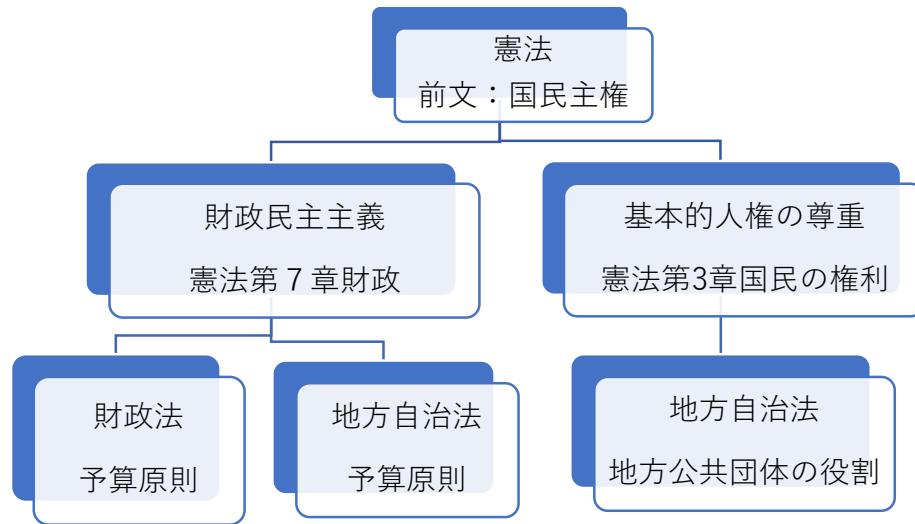 憲法
前文：国民主権
財政民主主義
憲法第７章財政
基本的人権の尊重
憲法第3章国民の権利
財政法
予算原則
地方自治法
予算原則
地方自治法
地方公共団体の役割